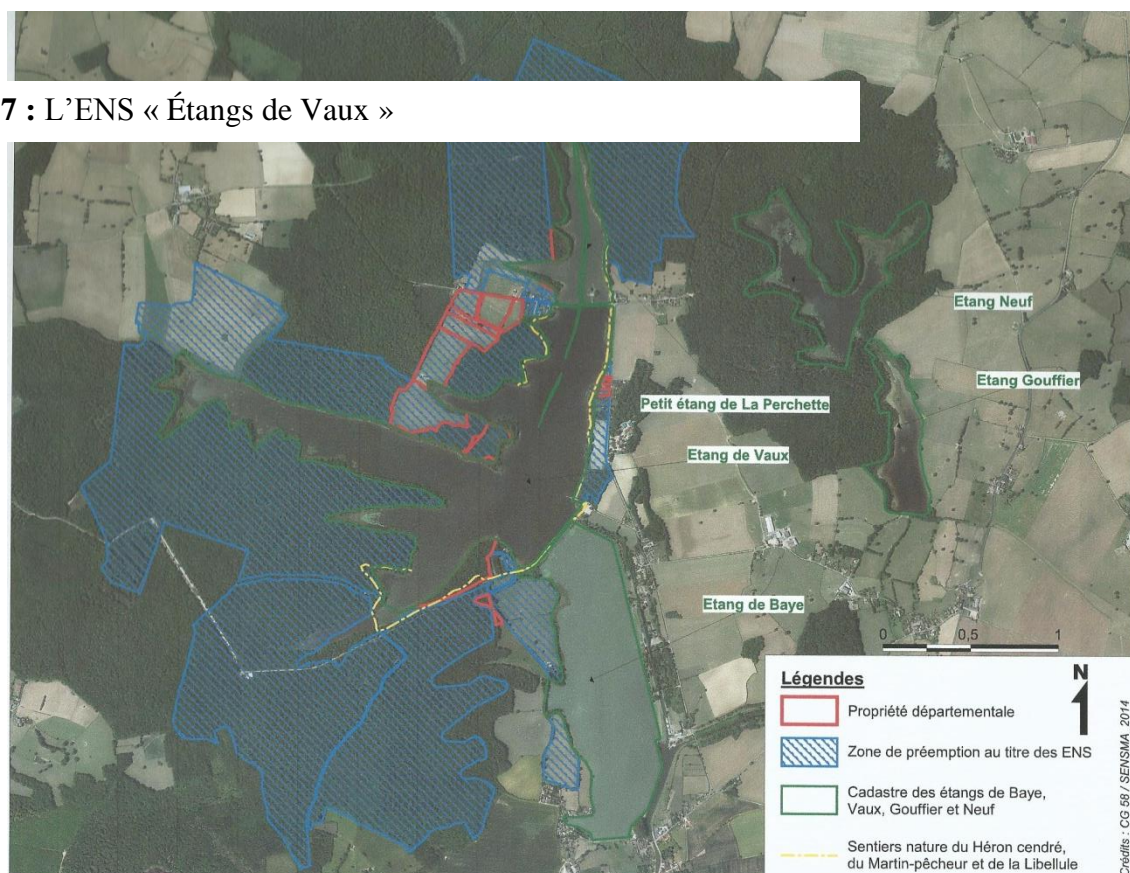 7 : L’ENS « Étangs de Vaux »
Etang Neuf
Etang Gouffier
Petit étang de La Perchette
Etang de Vaux
Etang de Baye
0 0,5 1
Légendes
N
Propriété départementale
Zone de préemption au titre des ENS
Cadastre des étangs de Baye,
Vaux, Gouffier et Neuf
Sentiers nature du Héron cendré,
du Martin-pêcheur et de la Libellule
Crédits : CG 58 / SENSMA 2014